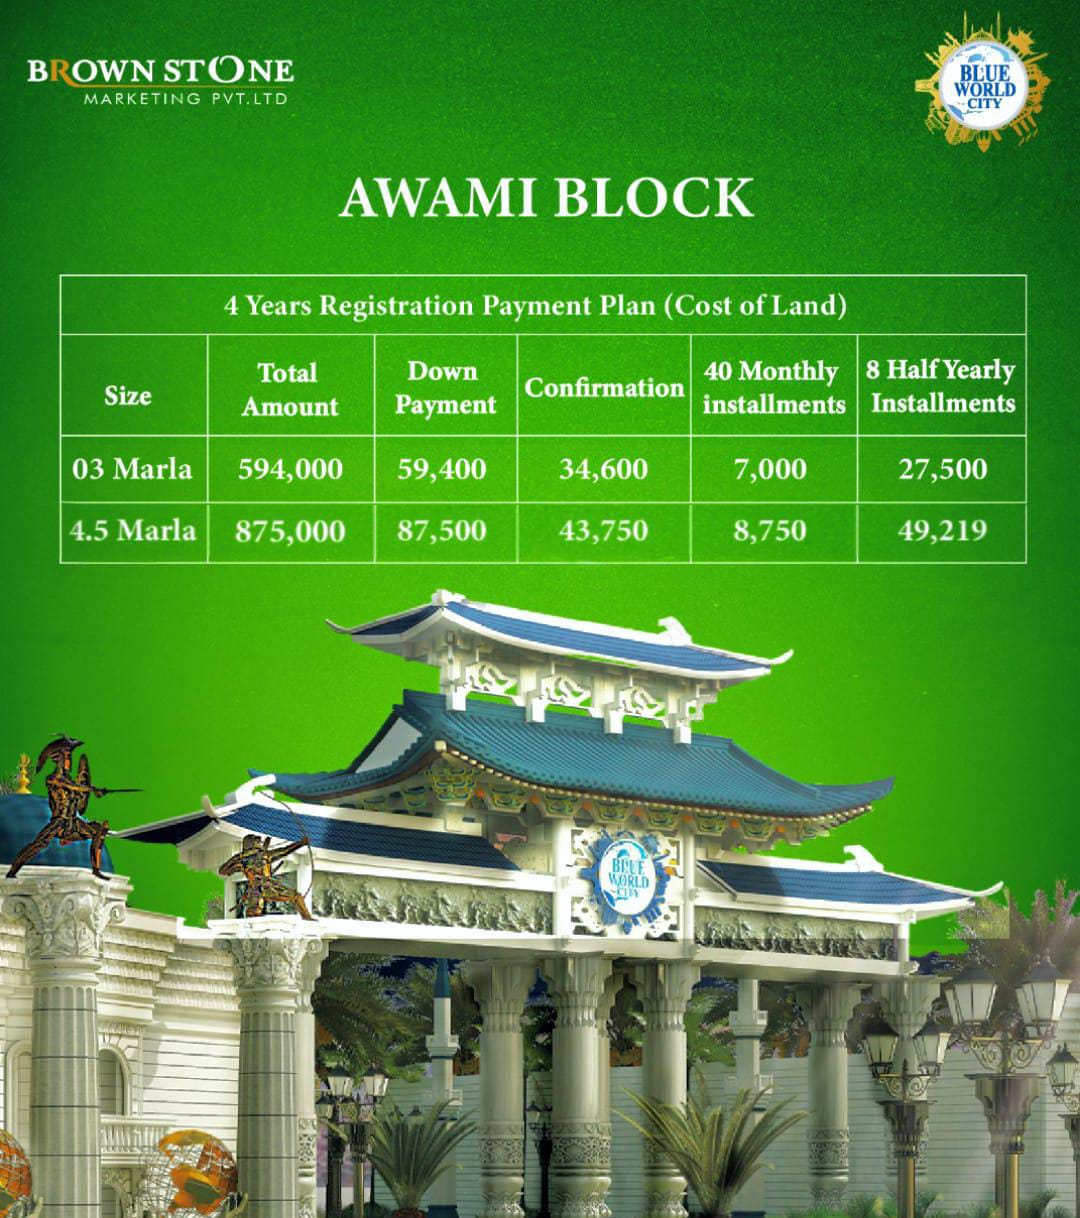 BROWN STONE
MARKETING PVT.LTD
BLUE
WORLD
CITY
AWAMI BLOCK
4 Years Registration Payment Plan (Cost of Land)
Size
Total
Amount
Down
Payment
Confirmation
40 Monthly
installments
8 Half Yearly
Installments
03 Marla 594,000 59,400 34,600 7,000 27,500
4.5 Marla 875,000 87,500 43,750 8,750 49,219
BLUE
WORLD
CITY